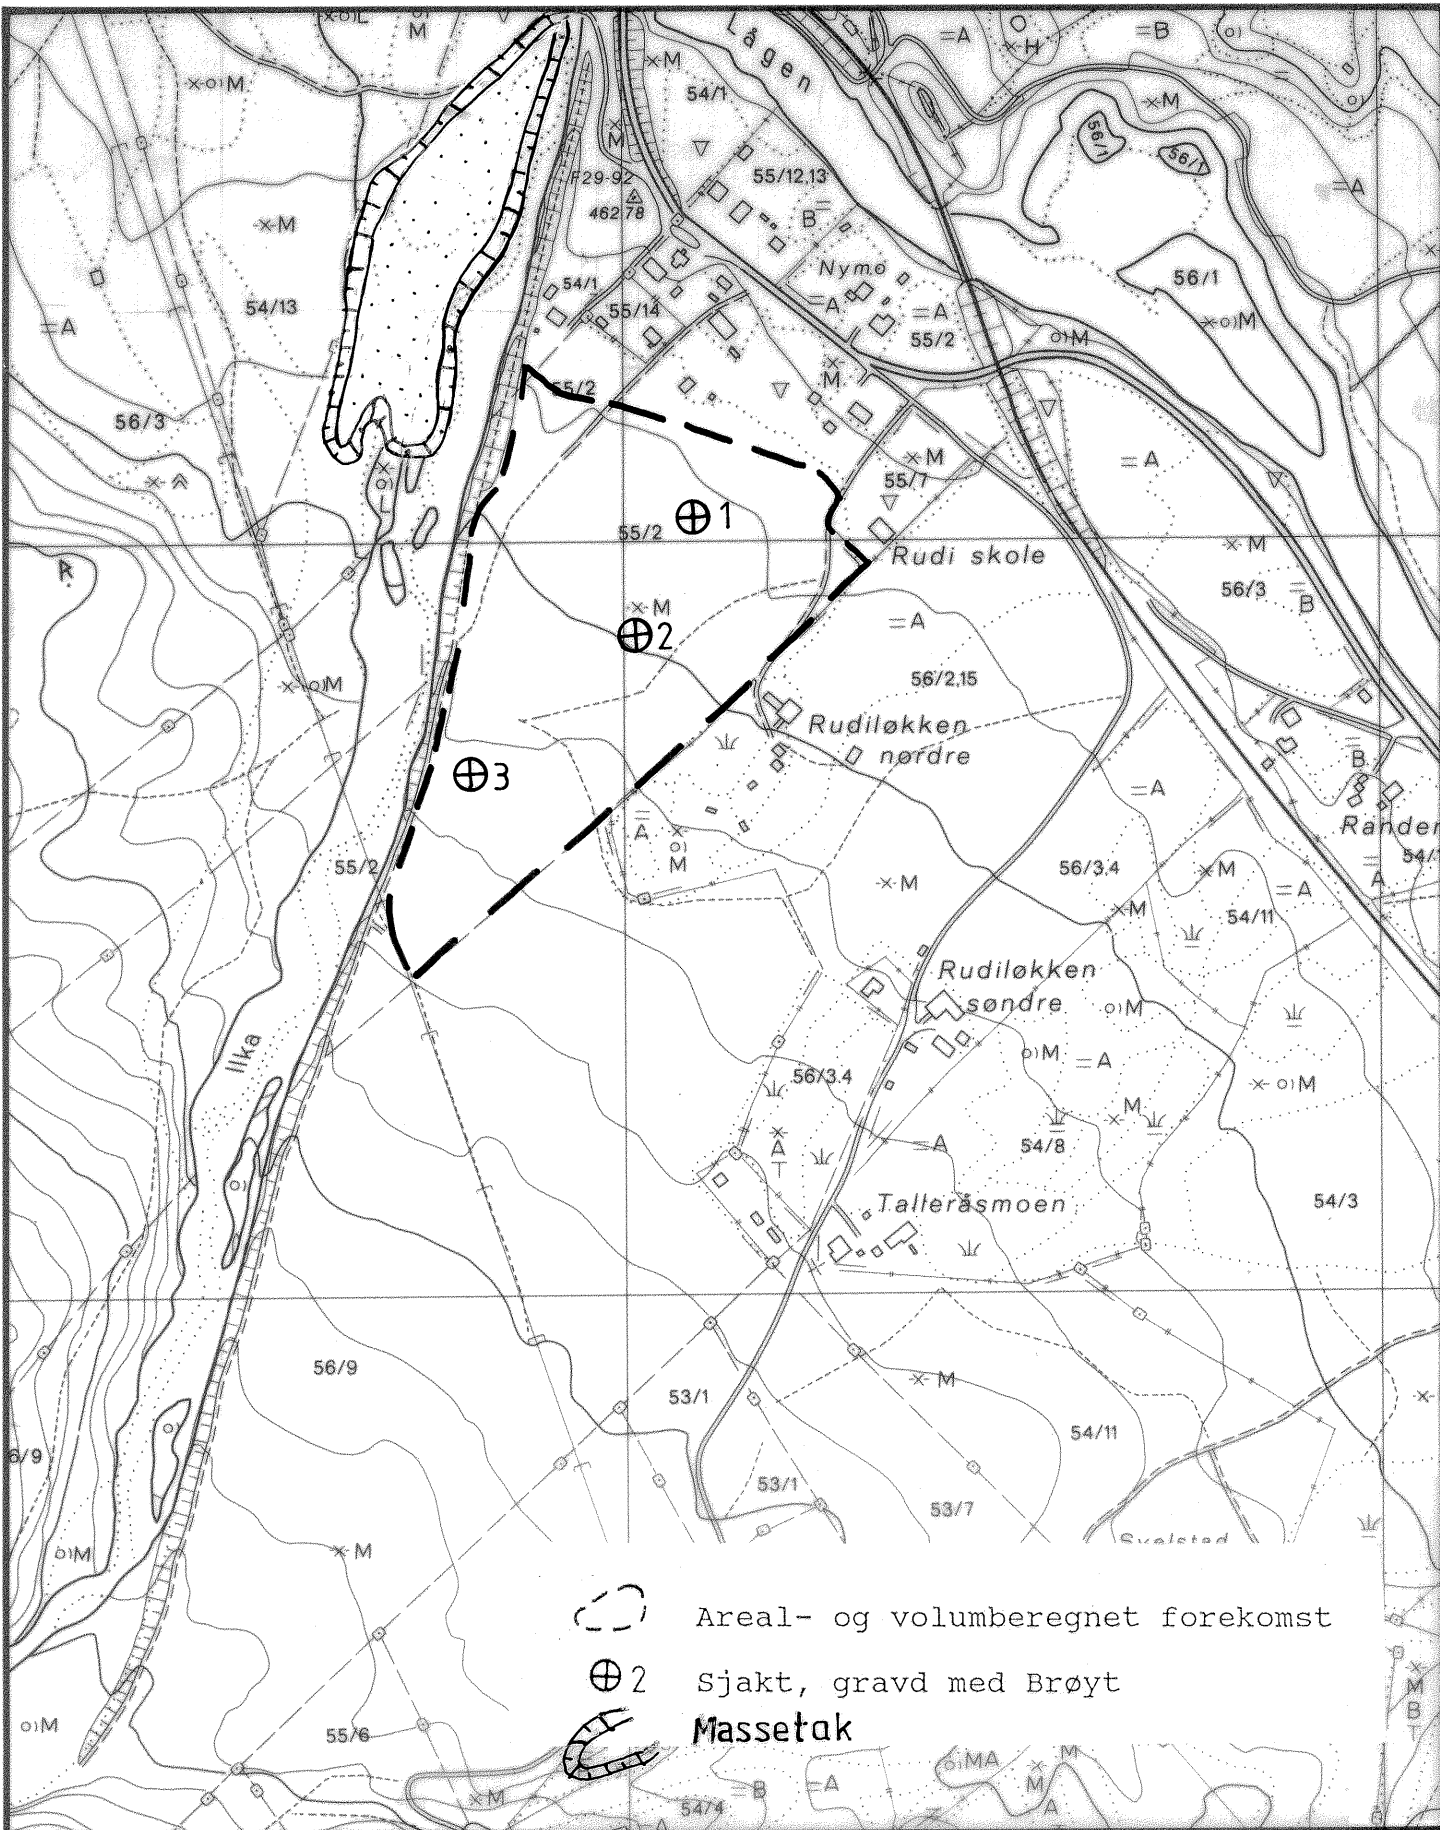 o)L
M
Lågen
=A
H
=B
o)
M
o)M
54/1
M
56/1
56/1
M
F29-92
462.78
55/12,13
B
=A
M
54/13
=A
54/1
55/14
Nymo
=A
=A
55/2
56/1
o)M
o)M
M
55/2
56/3
M
55/7
=A
o)
L
1
55/2
Rudi skole
M
56/3
B
M
2
=A
o)M
56/2,15
Rudiløkken
nørdre
3
B
=A
A
o)
M
Rander
54/
A
55/2
M
56/3.4
M
=A
M
54/11
Rudiløkken
søndre
o)M
Ilka
o)M
=A
56/3.4
o)M
M
A
T
=A
54/8
o)
Talleråsmoen
54/3
56/9
53/1
M
54/11
o)
6/9
53/1
53/7
o)M
M
Svelstad
Areal- og volumberegnet forekomst
2 Sjakt, gravd med Brøyt
Massetak
M
B
T
o)M
55/6
M
54/4
=B
=A
o)MA
M
M
A